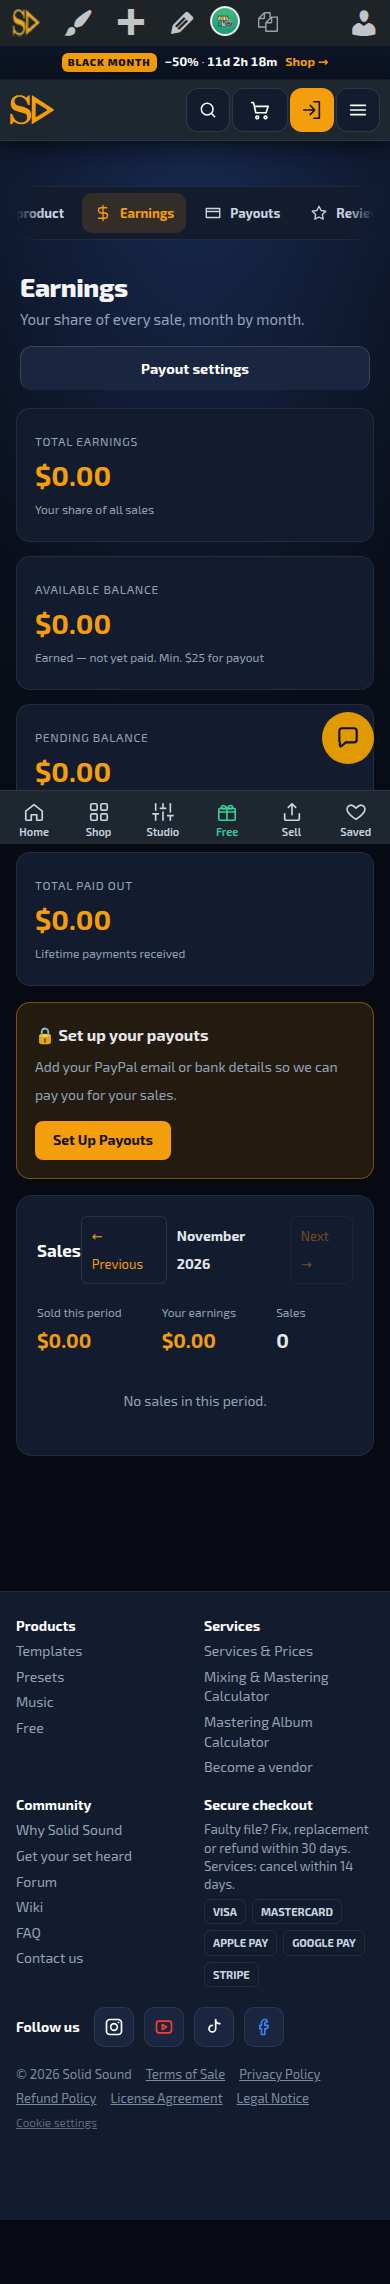 BLACK MONTH −50% · 11d 2h 18m Shop →
product Earnings Payouts Revie
Earnings
Your share of every sale, month by month.
Payout settings
TOTAL EARNINGS
$0.00
Your share of all sales
AVAILABLE BALANCE
$0.00
Earned — not yet paid. Min. $25 for payout
PENDING BALANCE
$0.00
Home Shop Studio Free Sell Saved
TOTAL PAID OUT
$0.00
Lifetime payments received
🔒 Set up your payouts
Add your PayPal email or bank details so we can
pay you for your sales.
Set Up Payouts
Sales
←
Previous
November
2026
Next
→
Sold this period Your earnings Sales
$0.00 $0.00 0
No sales in this period.
Products
Templates
Presets
Music
Free
Services
Services & Prices
Mixing & Mastering
Calculator
Mastering Album
Calculator
Become a vendor
Community
Why Solid Sound
Get your set heard
Forum
Wiki
FAQ
Contact us
Secure checkout
Faulty file? Fix, replacement
or refund within 30 days.
Services: cancel within 14
days.
VISA MASTERCARD
APPLE PAY GOOGLE PAY
STRIPE
Follow us
© 2026 Solid Sound Terms of Sale Privacy Policy
Refund Policy License Agreement Legal Notice
Cookie settings